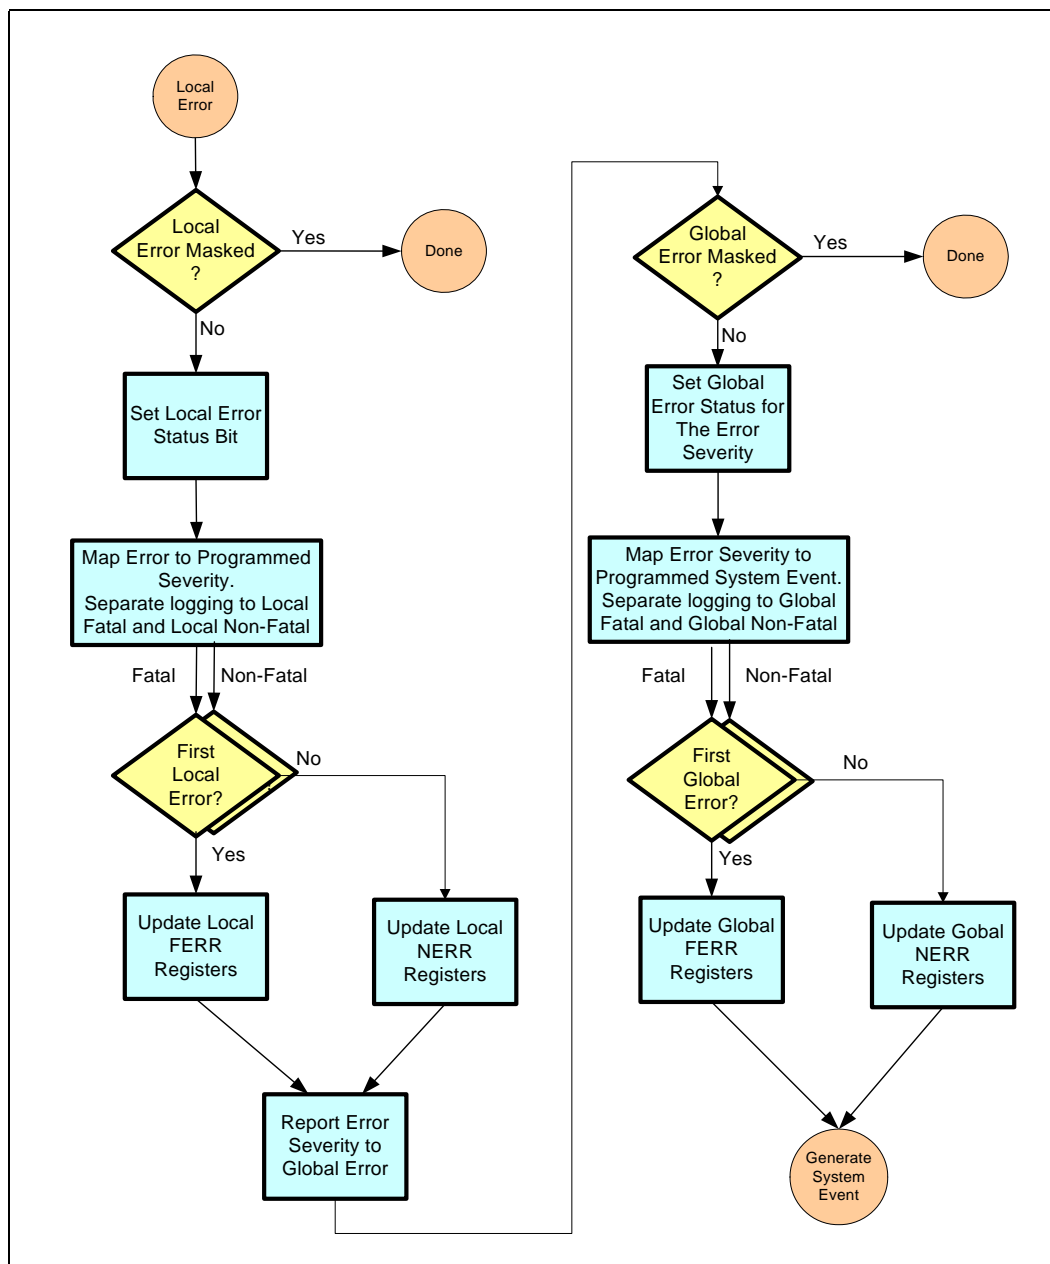 Local
Error
Local
Error Masked
?
Yes
Done
No
Set Local Error
Status Bit
Map Error to Programmed
Severity.
Separate logging to Local
Fatal and Local Non-Fatal
Fatal
Non-Fatal
First
Local
Error?
No
Yes
Update Local
FERR
Registers
Update Local
NERR
Registers
Report Error
Severity to
Global Error
Global
Error Masked
?
Yes
Done
No
Set Global
Error Status for
The Error
Severity
Map Error Severity to
Programmed System Event.
Separate logging to Global
Fatal and Global Non-Fatal
Fatal
Non-Fatal
First
Global
Error?
No
Yes
Update Global
FERR
Registers
Update Gobal
NERR
Registers
Generate
System
Event